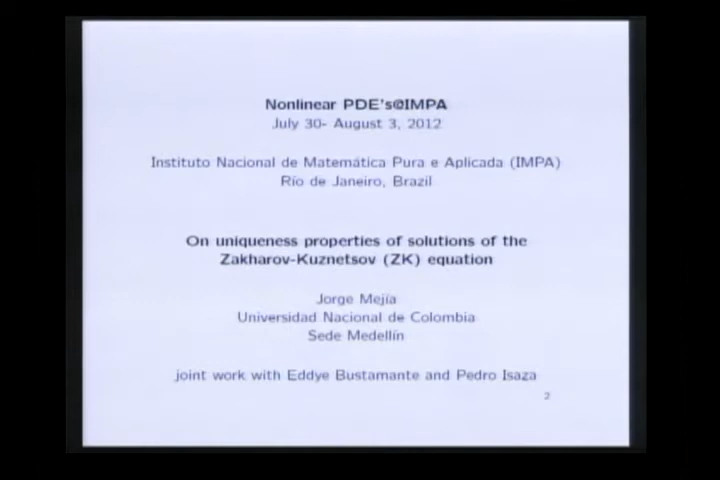 Nonlinear PDE's@IMPA
July 30- August 3, 2012
Instituto Nacional de Matemática Pura e Aplicada (IMPA)
Río de Janeiro, Brazil
On uniqueness properties of solutions of the
Zakharov-Kuznetsov (ZK) equation
Jorge Mejía
Universidad Nacional de Colombia
Sede Medellín
joint work with Eddye Bustamante and Pedro Isaza
2